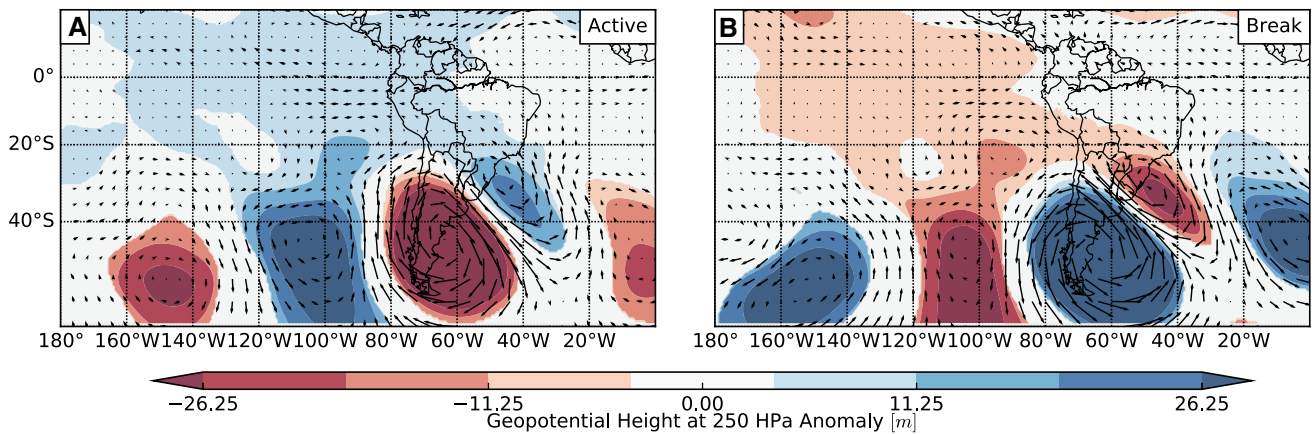 A Active B Break
0°
20°S
40°S
180° 160°W 140°W 120°W 100°W 80°W 60°W 40°W 20°W 180° 160°W 140°W 120°W 100°W 80°W 60°W 40°W 20°W
−26.25 −11.25 0.00 11.25 26.25
Geopotential Height at 250 HPa Anomaly [m]